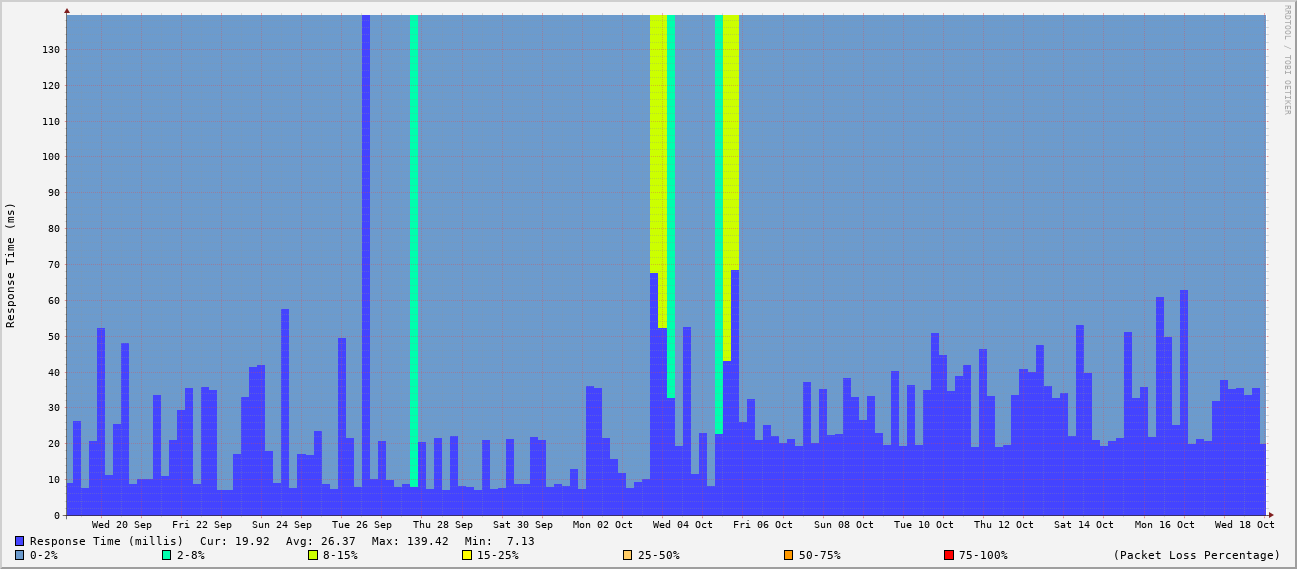 RRDTOOL / TOBI OETIKER
Response Time (ms)
130
120
110
100
90
80
70
60
50
40
30
20
10
0
Wed 20 Sep Fri 22 Sep Sun 24 Sep Tue 26 Sep Thu 28 Sep Sat 30 Sep Mon 02 Oct Wed 04 Oct Fri 06 Oct Sun 08 Oct Tue 10 Oct Thu 12 Oct Sat 14 Oct Mon 16 Oct Wed 18 Oct
Response Time (millis) Cur: 19.92 Avg: 26.37 Max: 139.42 Min: 7.13
0-2% 2-8% 8-15% 15-25% 25-50% 50-75% 75-100% (Packet Loss Percentage)